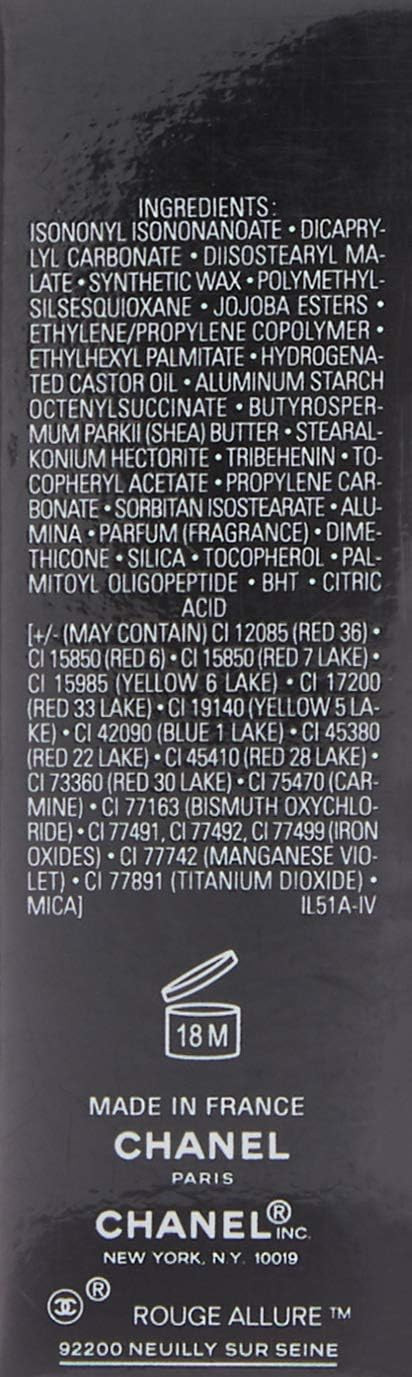 INGREDIENTS:
ISONONYL ISONONANOATE • DICAPRY-
LYL CARBONATE • DIISOSTEARYL MA-
LATE • SYNTHETIC WAX • POLYMETHYL-
SILSESQUIOXANE • JOJOBA ESTERS •
ETHYLENE/PROPYLENE COPOLYMER •
ETHYLHEXYL PALMITATE • HYDROGENA-
TED CASTOR OIL • ALUMINUM STARCH
OCTENYLSUCCINATE • BUTYROSPER-
MUM PARKII (SHEA) BUTTER • STEARAL-
KONIUM HECTORITE • TRIBEHENIN • TO-
COPHERYL ACETATE • PROPYLENE CAR-
BONATE • SORBITAN ISOSTEARATE • ALU-
MINA • PARFUM (FRAGRANCE) • DIME-
THICONE • SILICA • TOCOPHEROL • PAL-
MITOYL OLIGOPEPTIDE • BHT • CITRIC
ACID
[+/- (MAY CONTAIN) CI 12085 (RED 36) •
CI 15850 (RED 6) • CI 15850 (RED 7 LAKE) •
CI 15985 (YELLOW 6 LAKE) • CI 17200
(RED 33 LAKE) • CI 19140 (YELLOW 5 LA-
KE) • CI 42090 (BLUE 1 LAKE) • CI 45380
(RED 22 LAKE) • CI 45410 (RED 28 LAKE) •
CI 73360 (RED 30 LAKE) • CI 75470 (CAR-
MINE) • CI 77163 (BISMUTH OXYCHLO-
RIDE) • CI 77491, CI 77492, CI 77499 (IRON
OXIDES) • CI 77742 (MANGANESE VIO-
LET) • CI 77891 (TITANIUM DIOXIDE) •
MICA] IL51A-IV
18 M
MADE IN FRANCE
CHANEL
PARIS
CHANEL® INC.
NEW YORK, N.Y. 10019
® ROUGE ALLURE ™
92200 NEUILLY SUR SEINE